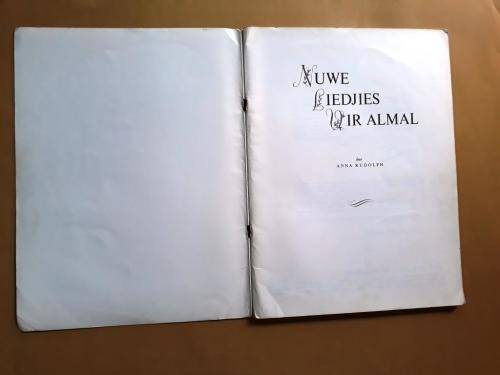 NUWE
LIEDJIES
VIR ALMAL
deur
ANNA RUDOLPH